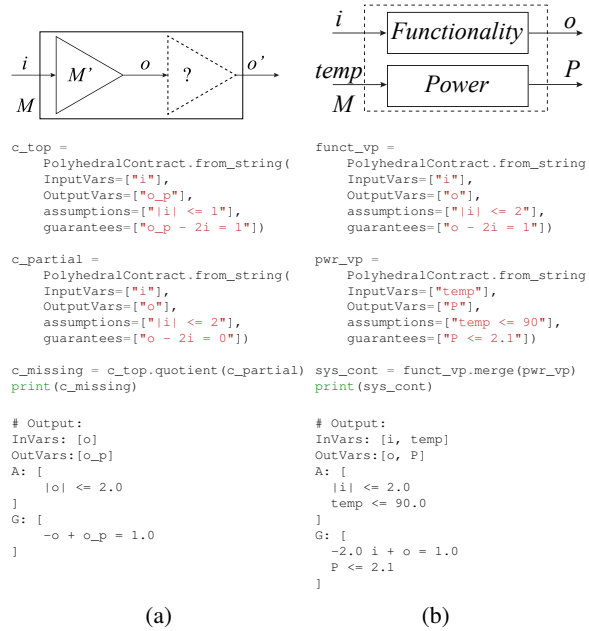 i
M'
o
?
o'
M
c_top =
PolyhedralContract.from_string(
InputVars=["i"],
OutputVars=["o_p"],
assumptions=["|i| <= 1"],
guarantees=["o_p - 2i = 1"])
c_partial =
PolyhedralContract.from_string(
InputVars=["i"],
OutputVars=["o"],
assumptions=["|i| <= 2"],
guarantees=["o - 2i = 0"])
c_missing = c_top.quotient(c_partial)
print(c_missing)
# Output:
InVars: [o]
OutVars:[o_p]
A: [
|o| <= 2.0
]
G: [
-o + o_p = 1.0
]
(a)
i
Functionality
o
temp
Power
P
M
funct_vp =
PolyhedralContract.from_string
InputVars=["i"],
OutputVars=["o"],
assumptions=["|i| <= 2"],
guarantees=["o - 2i = 1"])
pwr_vp =
PolyhedralContract.from_string
InputVars=["temp"],
OutputVars=["P"],
assumptions=["temp <= 90"],
guarantees=["P <= 2.1"])
sys_cont = funct_vp.merge(pwr_vp)
print(sys_cont)
# Output:
InVars: [i, temp]
OutVars:[o, P]
A: [
|i| <= 2.0
temp <= 90.0
]
G: [
-2.0 i + o = 1.0
P <= 2.1
]
(b)